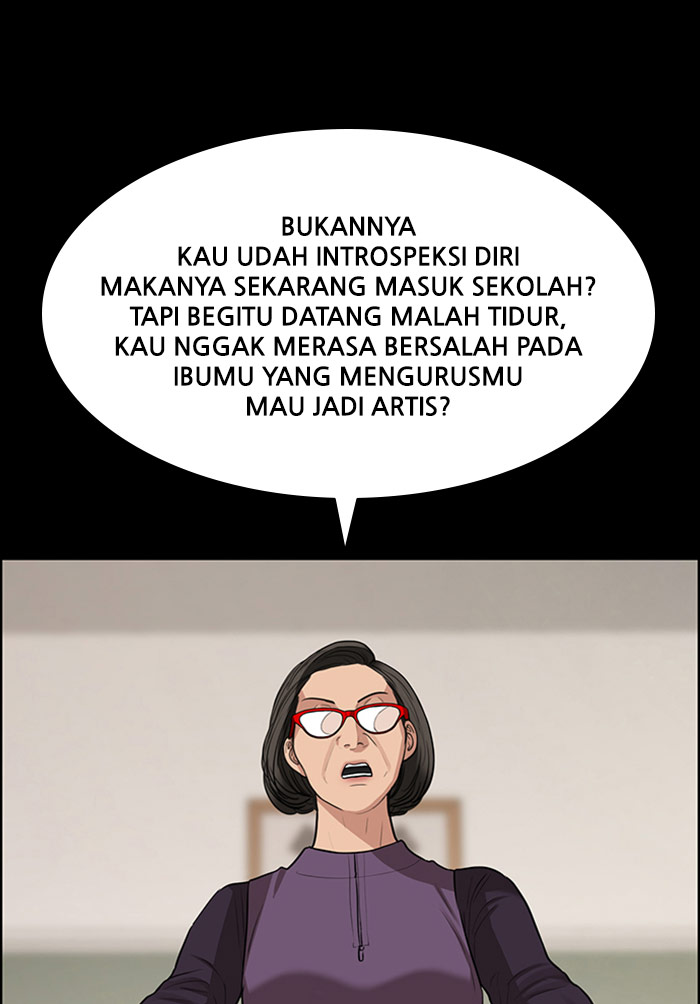 BUKANNYA
KAU UDAH INTROSPEKSI DIRI
MAKANYA SEKARANG MASUK SEKOLAH?
TAPI BEGITU DATANG MALAH TIDUR,
KAU NGGAK MERASA BERSALAH PADA
IBUMU YANG MENGURUSMU
MAU JADI ARTIS?